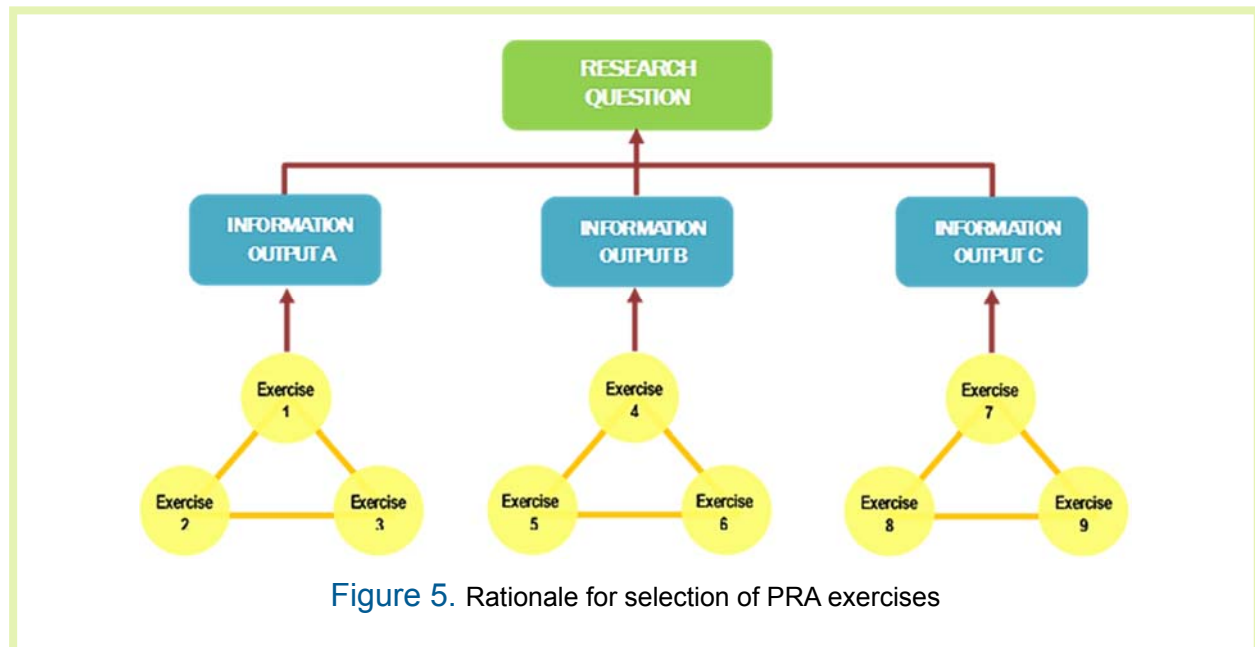 RESEARCH
QUESTION
INFORMATION
OUTPUT A
INFORMATION
OUTPUT B
INFORMATION
OUTPUT C
Exercise
1
Exercise
2
Exercise
3
Exercise
4
Exercise
5
Exercise
6
Exercise
7
Exercise
8
Exercise
9
Figure 5. Rationale for selection of PRA exercises